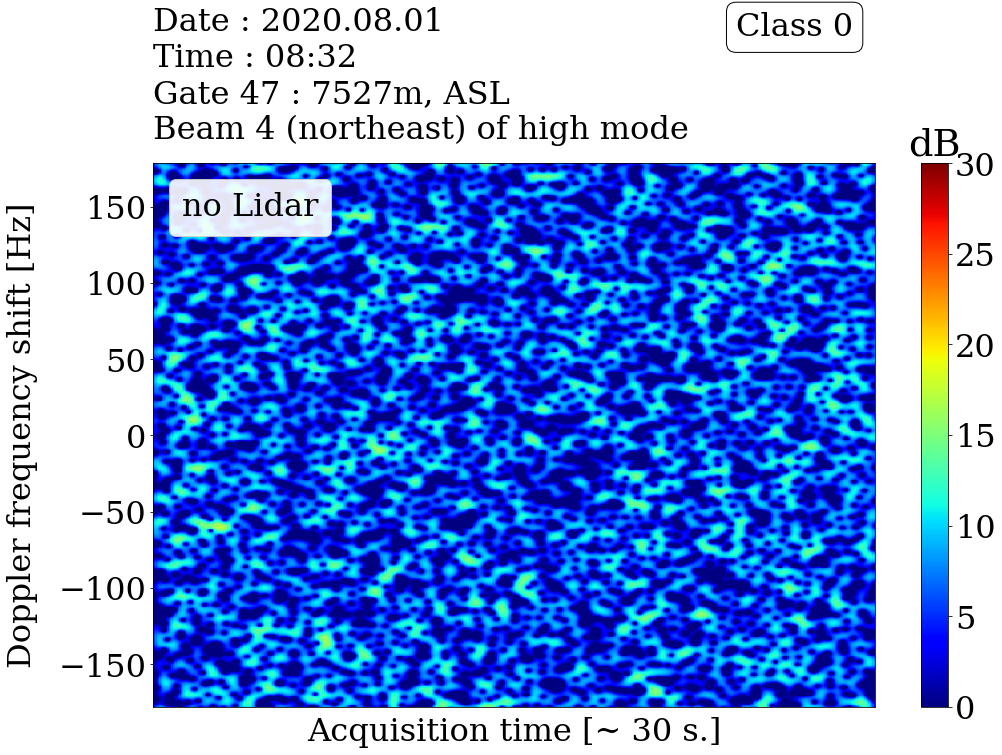 Date : 2020.08.01
Time : 08:32
Gate 47 : 7527m, ASL
Beam 4 (northeast) of high mode
Class 0
dB
no Lidar
Doppler frequency shift [Hz]
150
100
50
0
−50
−100
−150
30
25
20
15
10
5
0
Acquisition time [~ 30 s.]